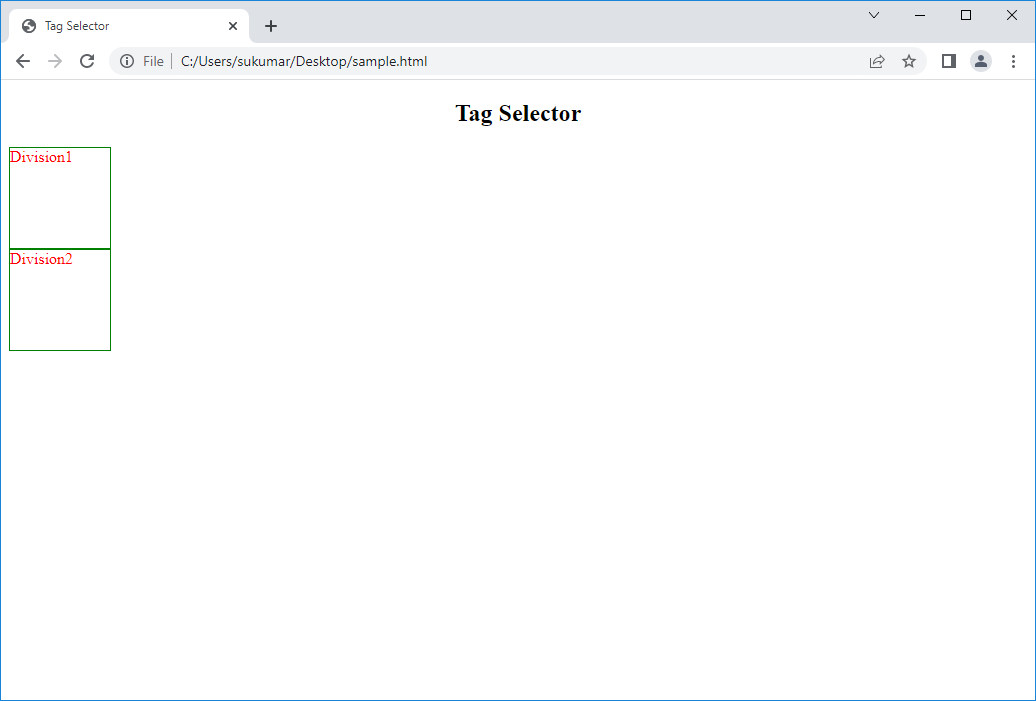 Tag Selector
File C:/Users/sukumar/Desktop/sample.html
Tag Selector
Division1
Division2